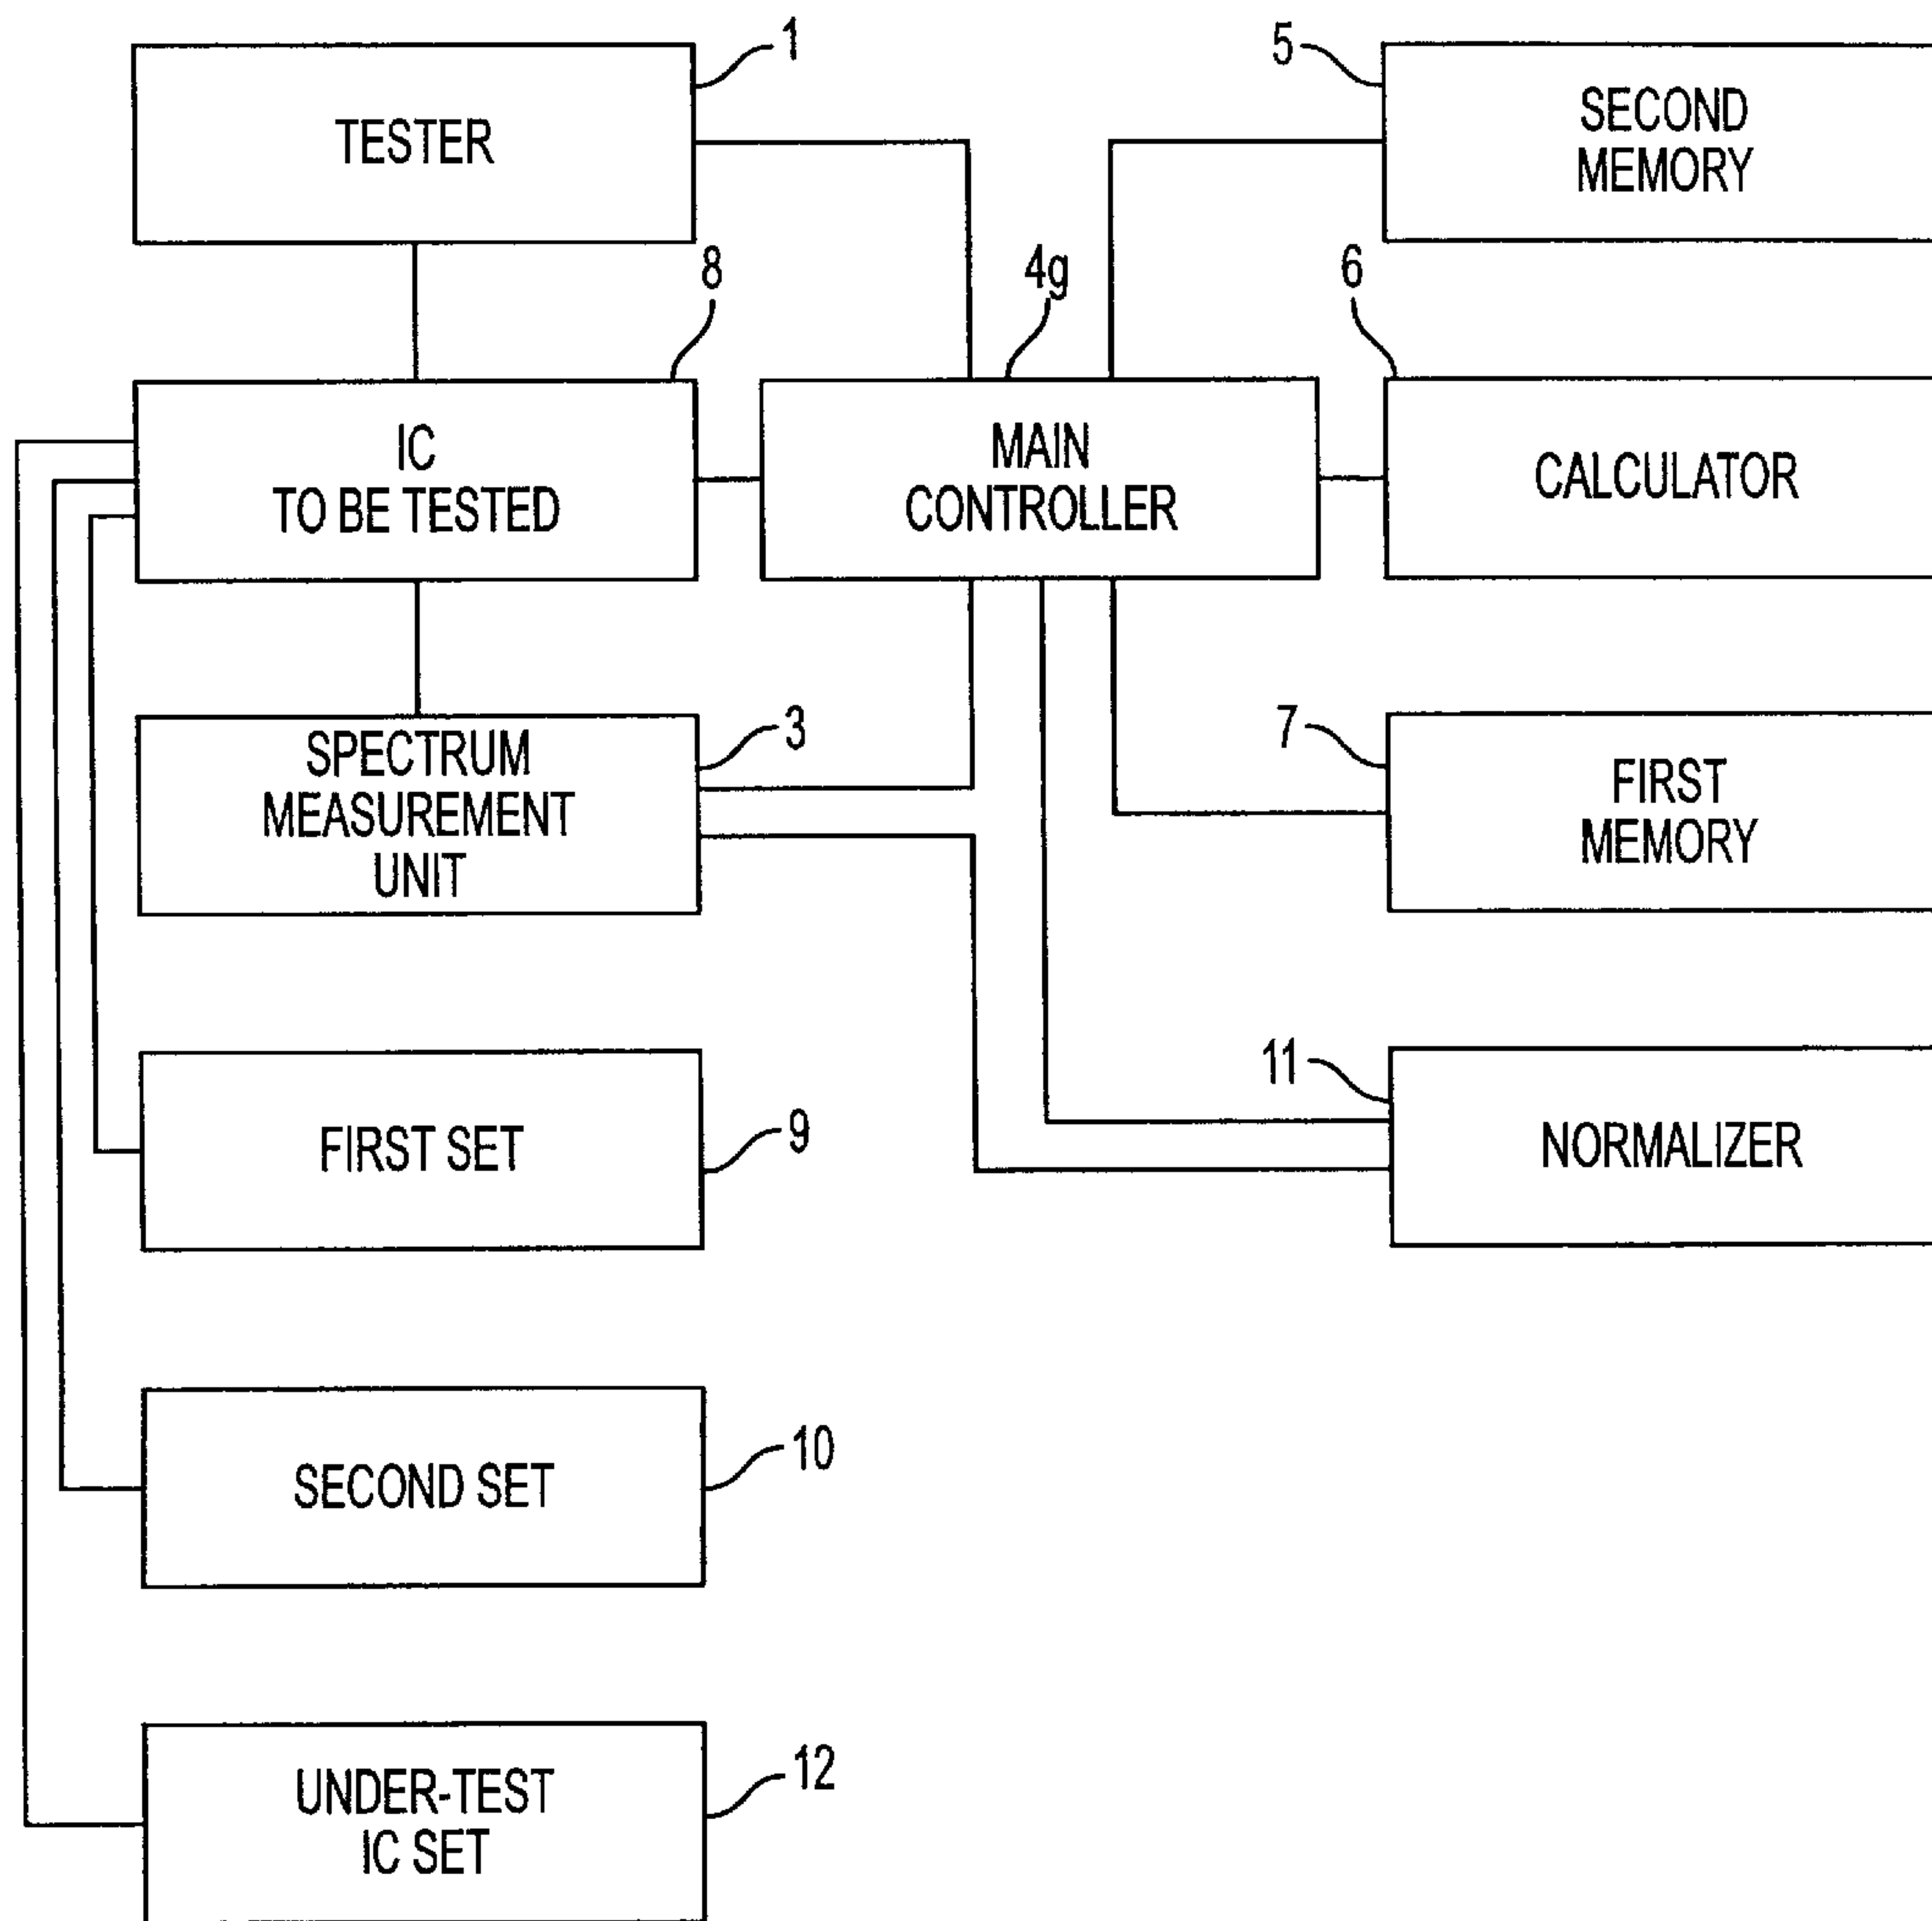 1
TESTER
5
SECOND
MEMORY
8
IC
TO BE TESTED
4g
MAIN
CONTROLLER
6
CALCULATOR
3
SPECTRUM
MEASUREMENT
UNIT
7
FIRST
MEMORY
9
FIRST SET
11
NORMALIZER
10
SECOND SET
12
UNDER-TEST
IC SET